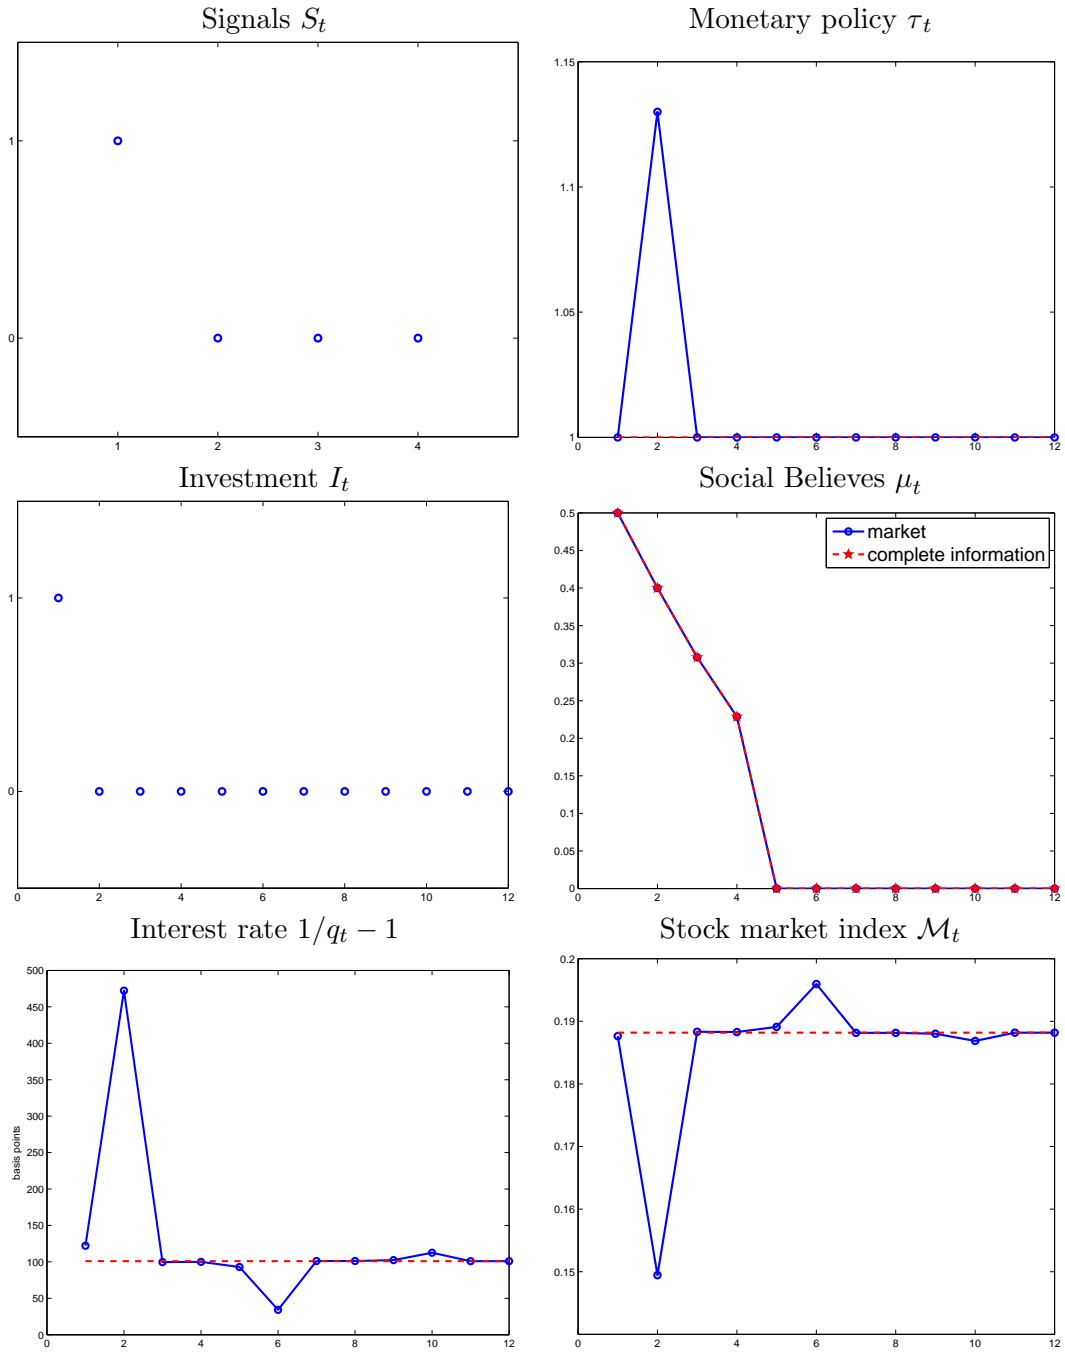 Signals S_t
1
0
1 2 3 4
Monetary policy τ_t
1.15
1.1
1.05
1
0 2 4 6 8 10 12
Investment I_t
1
0
0 2 4 6 8 10 12
Social Believes μ_t
0.5
0.45
0.4
0.35
0.3
0.25
0.2
0.15
0.1
0.05
0
0 2 4 6 8 10 12
market
complete information
Interest rate 1/q_t − 1
500
450
400
350
300
250
200
150
100
50
0
basis points
0 2 4 6 8 10 12
Stock market index ℳ_t
0.2
0.19
0.18
0.17
0.16
0.15
0 2 4 6 8 10 12